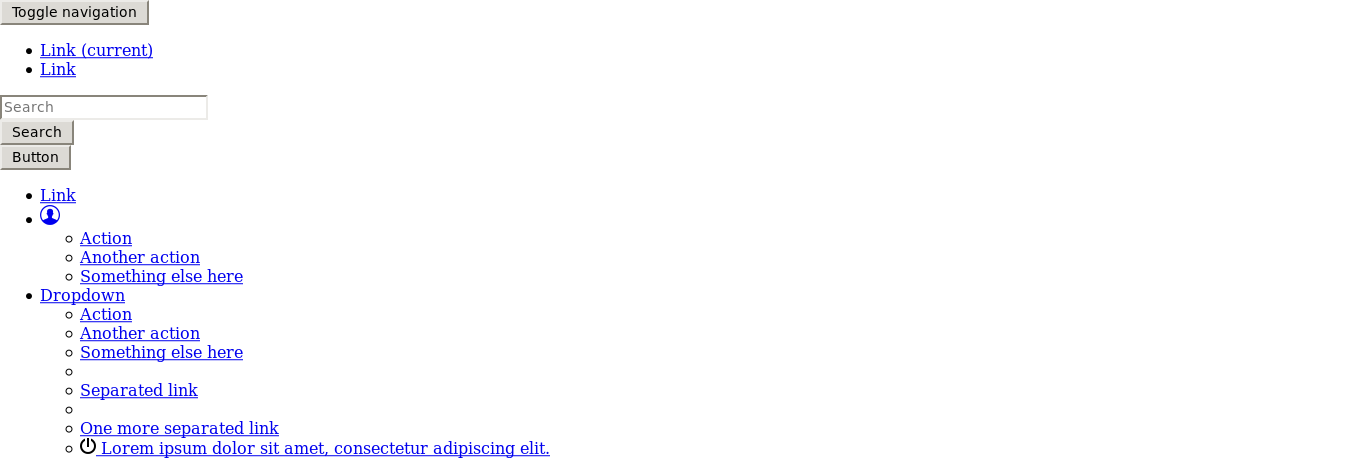 Toggle navigation
Link (current)
Link
Search
Search
Button
Link
Action
Another action
Something else here
Dropdown
Action
Another action
Something else here
Separated link
One more separated link
Lorem ipsum dolor sit amet, consectetur adipiscing elit.